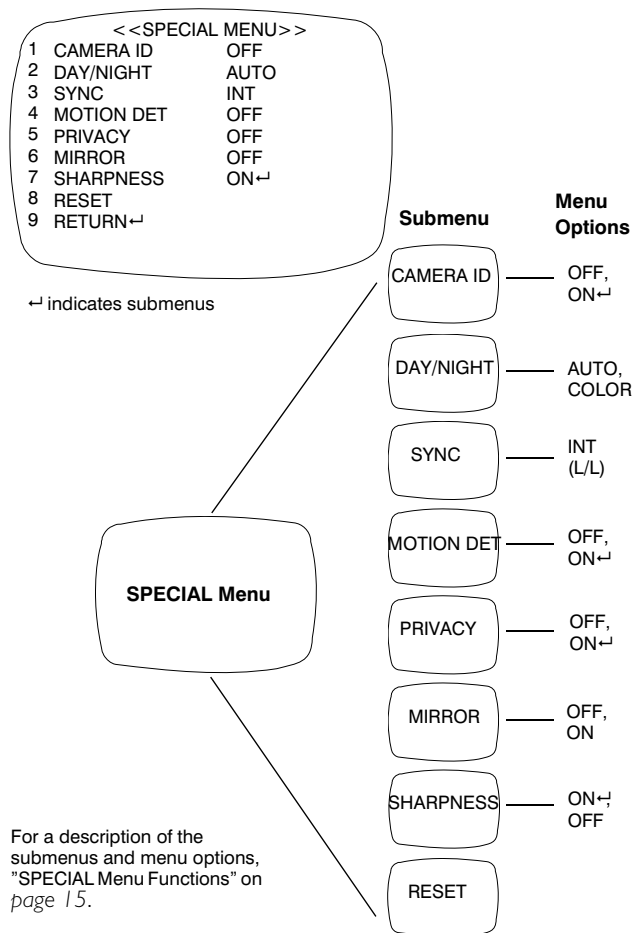 <<SPECIAL MENU>>
1 CAMERA ID OFF
2 DAY/NIGHT AUTO
3 SYNC INT
4 MOTION DET OFF
5 PRIVACY OFF
6 MIRROR OFF
7 SHARPNESS ON↵
8 RESET
9 RETURN↵
↵ indicates submenus
Submenu
Menu
Options
CAMERA ID
OFF,
ON↵
DAY/NIGHT
AUTO,
COLOR
SYNC
INT
(L/L)
MOTION DET
OFF,
ON↵
SPECIAL Menu
PRIVACY
OFF,
ON↵
MIRROR
OFF,
ON
SHARPNESS
ON↵,
OFF
RESET
For a description of the
submenus and menu options,
”SPECIAL Menu Functions” on
page 15.